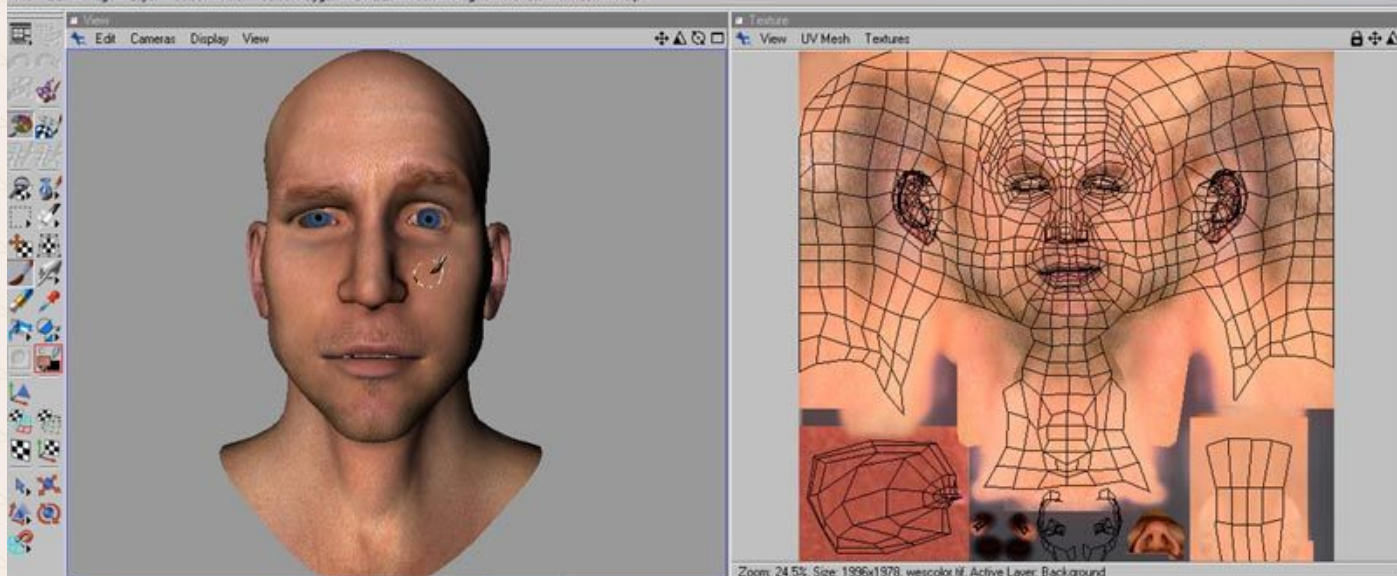 View
Edit Cameras Display View
Texture
View UV Mesh Textures
Zoom: 24.5%, Size: 1996x1978, wescolor.tif, Active Layer: Background